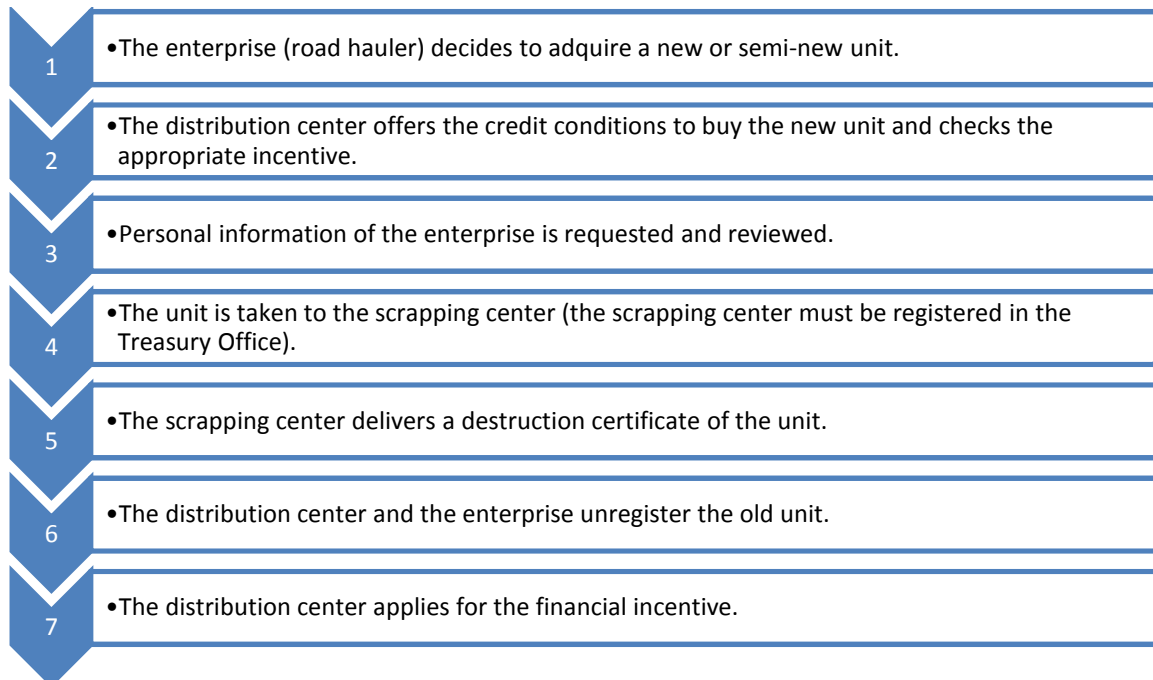 1
•The enterprise (road hauler) decides to adquire a new or semi-new unit.
2
•The distribution center offers the credit conditions to buy the new unit and checks the
appropriate incentive.
3
•Personal information of the enterprise is requested and reviewed.
4
•The unit is taken to the scrapping center (the scrapping center must be registered in the
Treasury Office).
5
•The scrapping center delivers a destruction certificate of the unit.
6
•The distribution center and the enterprise unregister the old unit.
7
•The distribution center applies for the financial incentive.